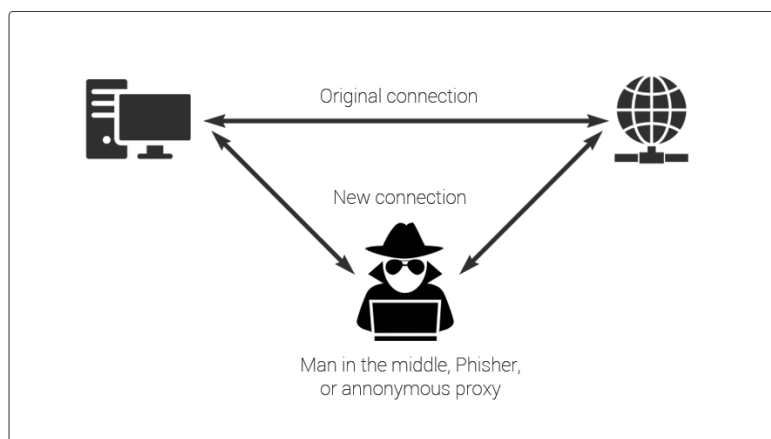 Original connection
New connection
Man in the middle, Phisher,
or annonymous proxy